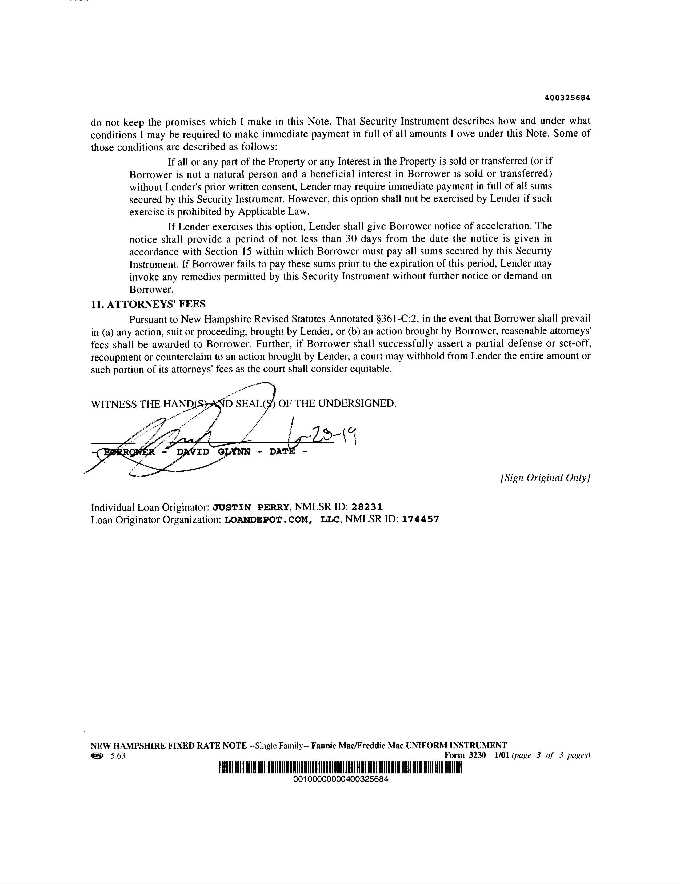 400325684
do not keep the promises which I make in this Note. That Security Instrument describes how and under what
conditions I may be required to make immediate payment in full of all amounts I owe under this Note. Some of
those conditions are described as follows:
If all or any part of the Property or any Interest in the Property is sold or transferred (or if
Borrower is not a natural person and a beneficial interest in Borrower is sold or transferred)
without Lender's prior written consent, Lender may require immediate payment in full of all sums
secured by this Security Instrument. However, this option shall not be exercised by Lender if such
exercise is prohibited by Applicable Law.
If Lender exercises this option, Lender shall give Borrower notice of acceleration. The
notice shall provide a period of not less than 30 days from the date the notice is given in
accordance with Section 15 within which Borrower must pay all sums secured by this Security
Instrument. If Borrower fails to pay these sums prior to the expiration of this period, Lender may
invoke any remedies permitted by this Security Instrument without further notice or demand on
Borrower.
11. ATTORNEYS' FEES
Pursuant to New Hampshire Revised Statutes Annotated §361-C:2, in the event that Borrower shall prevail
in (a) any action, suit or proceeding, brought by Lender, or (b) an action brought by Borrower, reasonable attorneys'
fees shall be awarded to Borrower. Further, if Borrower shall successfully assert a partial defense or set-off,
recoupment or counterclaim to an action brought by Lender, a court may withhold from Lender the entire amount or
such portion of its attorneys' fees as the court shall consider equitable.
WITNESS THE HAND(S) AND SEAL(S) OF THE UNDERSIGNED.
- BORROWER - DAVID GLYNN - DATE -
[Sign Original Only]
Individual Loan Originator: JUSTIN PERRY, NMLSR ID: 28231
Loan Originator Organization: LOANDEPOT.COM, LLC, NMLSR ID: 174457
NEW HAMPSHIRE FIXED RATE NOTE --Single Family-- Fannie Mae/Freddie Mac UNIFORM INSTRUMENT
5.63 Form 3230 1/01 (page 3 of 3 pages)
00100000000400325684